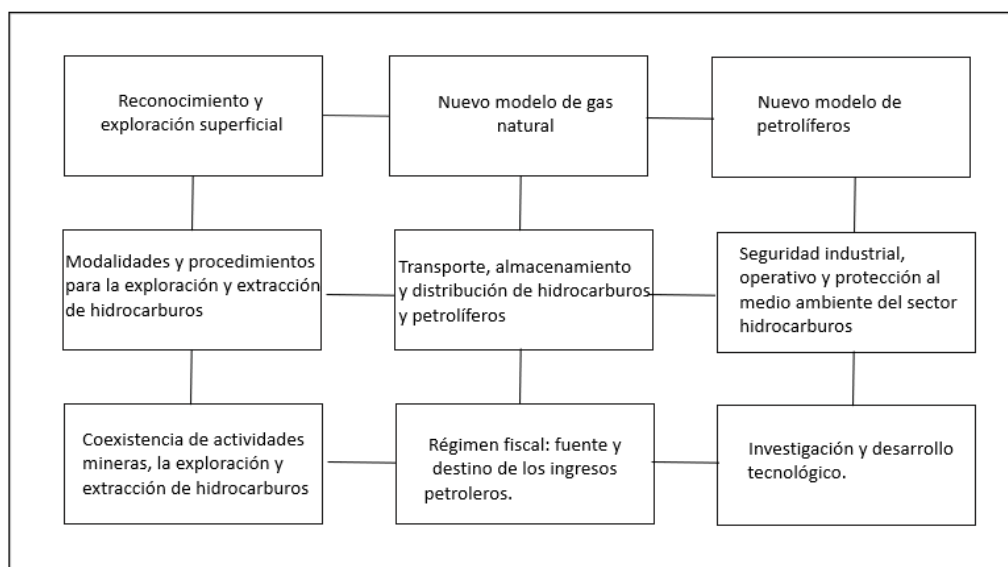 Reconocimiento y
exploración superficial
Nuevo modelo de gas
natural
Nuevo modelo de
petrolíferos
Modalidades y procedimientos
para la exploración y extracción
de hidrocarburos
Transporte, almacenamiento
y distribución de hidrocarburos
y petrolíferos
Seguridad industrial,
operativo y protección al
medio ambiente del sector
hidrocarburos
Coexistencia de actividades
mineras, la exploración y
extracción de hidrocarburos
Régimen fiscal: fuente y
destino de los ingresos
petroleros.
Investigación y desarrollo
tecnológico.